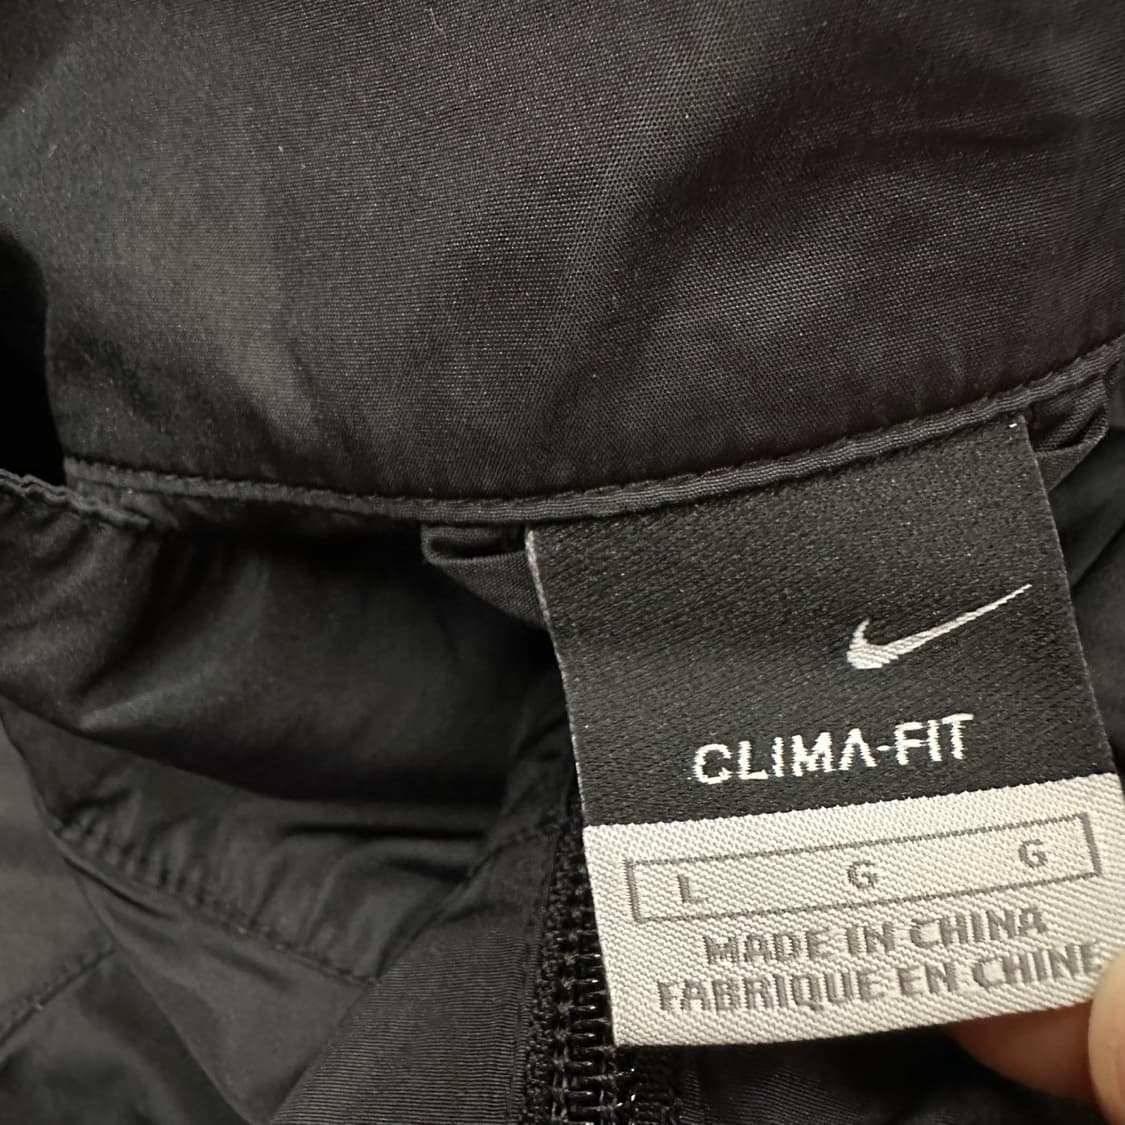 CLIMA-FIT
L G G
MADE IN CHINA
FABRIQUE EN CHINE